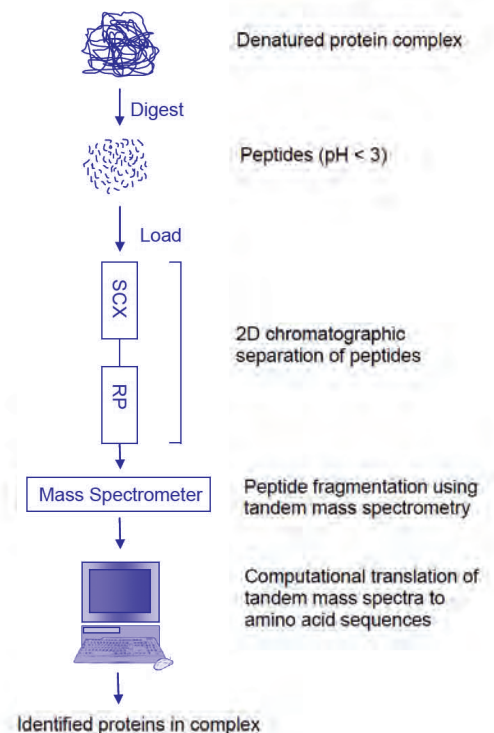 Denatured protein complex
Digest
Peptides (pH < 3)
Load
SCX
2D chromatographic
separation of peptides
RP
Mass Spectrometer
Peptide fragmentation using
tandem mass spectrometry
Computational translation of
tandem mass spectra to
amino acid sequences
Identified proteins in complex